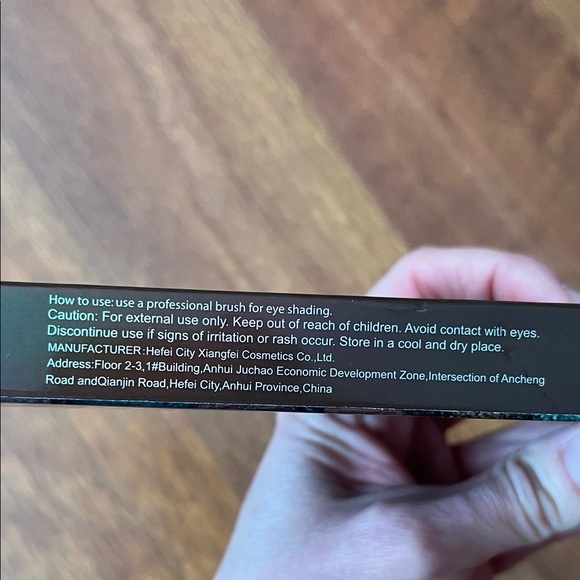 How to use: use a professional brush for eye shading.
Caution: For external use only. Keep out of reach of children. Avoid contact with eyes.
Discontinue use if signs of irritation or rash occur. Store in a cool and dry place.
MANUFACTURER:Hefei City Xiangfei Cosmetics Co.,Ltd.
Address:Floor 2-3,1#Building,Anhui Juchao Economic Development Zone,Intersection of Ancheng
Road andQianjin Road,Hefei City,Anhui Province,China